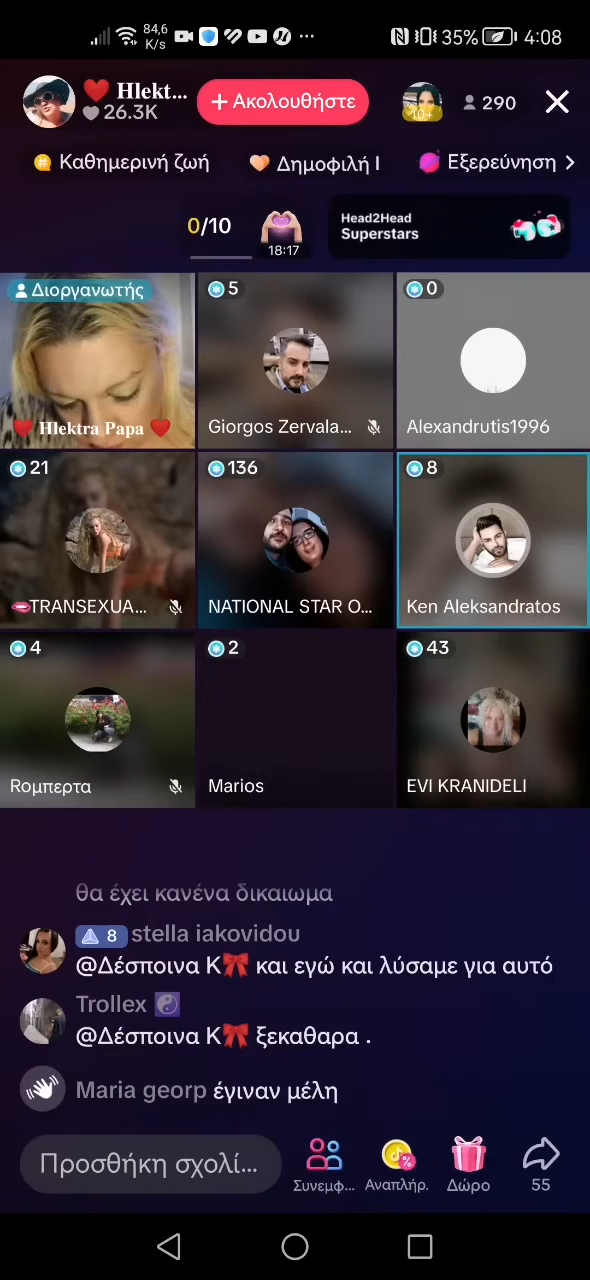 84,6
K/s
35%
4:08
❤️ Hlekt...
26.3K
+ Ακολουθήστε
10+
290
Καθημερινή ζωή
Δημοφιλή l
Εξερεύνηση
0/10
18:17
Head2Head
Superstars
Διοργανωτής
5
0
❤️ Hlektra Papa ❤️
Giorgos Zervala...
Alexandrutis1996
21
136
8
👄TRANSEXUA...
NATIONAL STAR O...
Ken Aleksandratos
4
2
43
Ρομπερτα
Marios
EVI KRANIDELI
θα έχει κανένα δικαιωμα
8 stella iakovidou
@Δέσποινα Κ🎀 και εγώ και λύσαμε για αυτό
Trollex ☯️
@Δέσποινα Κ🎀 ξεκαθαρα .
Maria georp έγιναν μέλη
Προσθήκη σχολί...
Συνεμφ...
Αναπλήρ.
Δώρο
55